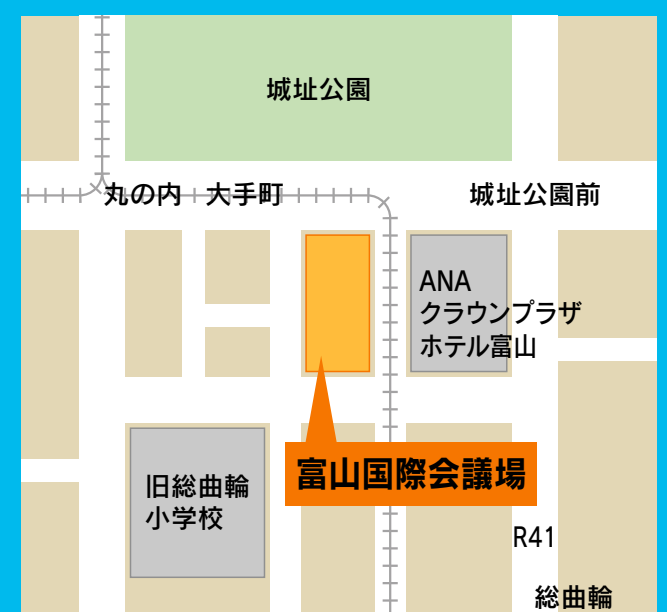 城址公園
丸の内
大手町
城址公園前
ANA
クラウンプラザ
ホテル富山
富山国際会議場
旧総曲輪
小学校
R41
総曲輪